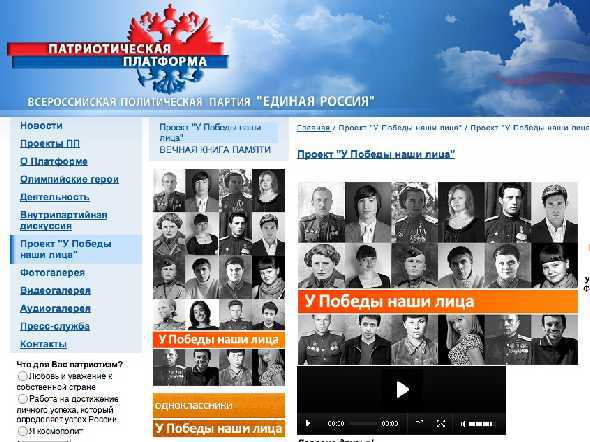 ПАТРИОТИЧЕСКАЯ
ПЛАТФОРМА
ВСЕРОССИЙСКАЯ ПОЛИТИЧЕСКАЯ ПАРТИЯ "ЕДИНАЯ РОССИЯ"
Новости
Проекты ПП
О Платформе
Олимпийские герои
Деятельность
Внутрипартийная
дискуссия
Проект "У Победы
наши лица"
Фотогалерея
Видеогалерея
Аудиогалерея
Пресс-служба
Контакты
Что для Вас патриотизм?
Любовь и уважение к
собственной стране
Работа на достижение
личного успеха, который
определяет успех России
Я космополит
Проект "У Победы наши
лица"
ВЕЧНАЯ КНИГА ПАМЯТИ
У Победы наши лица
одноклассники
У Победы наши лица
Главная / Проект "У Победы наши лица" / Проект "У Победы наши лица
Проект "У Победы наши лица"
У Победы наши лица
00:00 00:00